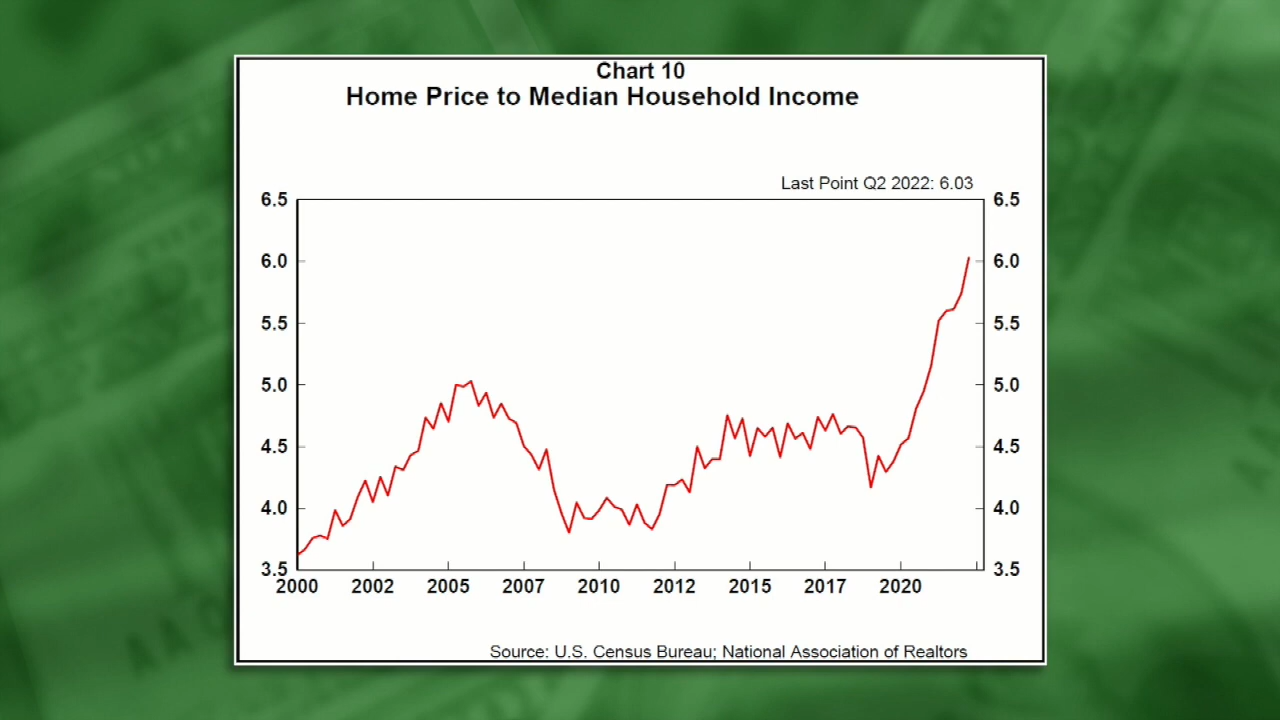 Chart 10
Home Price to Median Household Income
Last Point Q2 2022: 6.03
6.5 6.5
6.0 6.0
5.5 5.5
5.0 5.0
4.5 4.5
4.0 4.0
3.5 3.5
2000 2002 2005 2007 2010 2012 2015 2017 2020
Source: U.S. Census Bureau; National Association of Realtors